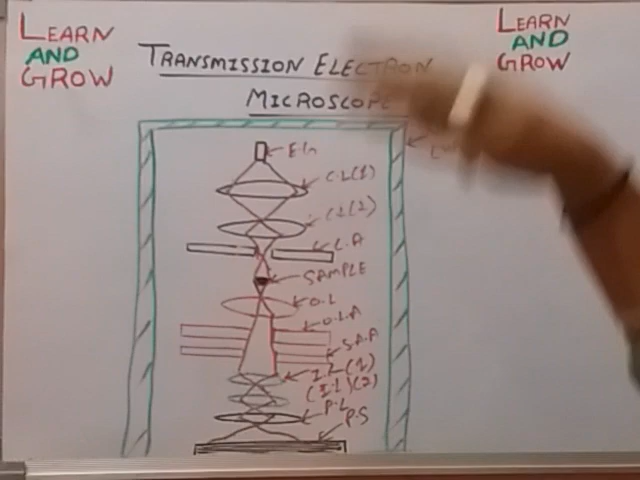 LEARN
AND
GROW
LEARN
AND
GROW
TRANSMISSION ELECTRON
MICROSCOPE
E.G
C.L(1)
C.L(2)
C.A
SAMPLE
O.L
O.L.A
S.A.A
I.L(1)
(I.L)(2)
P.L
P.S